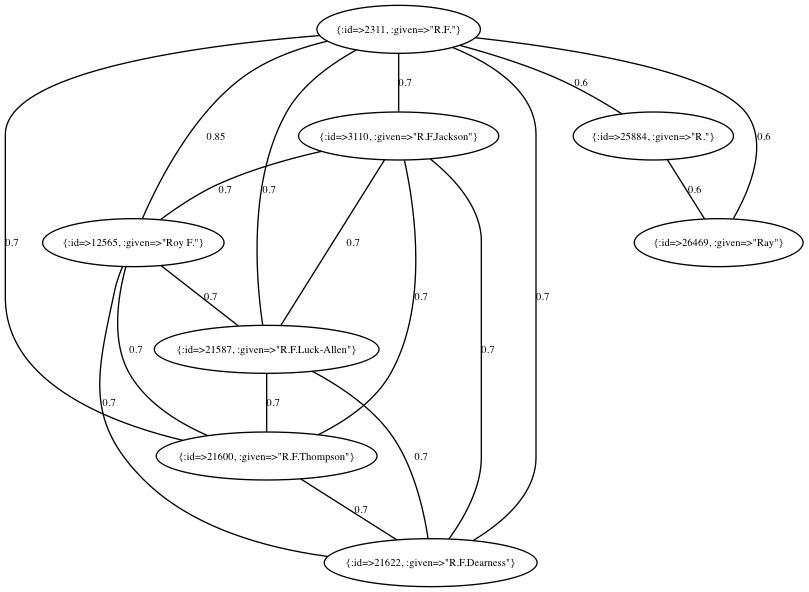 {:id=>2311, :given=>"R.F."}
0.7
0.6
{:id=>3110, :given=>"R.F.Jackson"}
{:id=>25884, :given=>"R."}
0.85
0.6
0.7
0.7
0.6
0.7
{:id=>12565, :given=>"Roy F."}
0.7
{:id=>26469, :given=>"Ray"}
0.7
0.7
0.7
0.7
{:id=>21587, :given=>"R.F.Luck-Allen"}
0.7
0.7
0.7
0.7
{:id=>21600, :given=>"R.F.Thompson"}
0.7
0.7
{:id=>21622, :given=>"R.F.Dearness"}